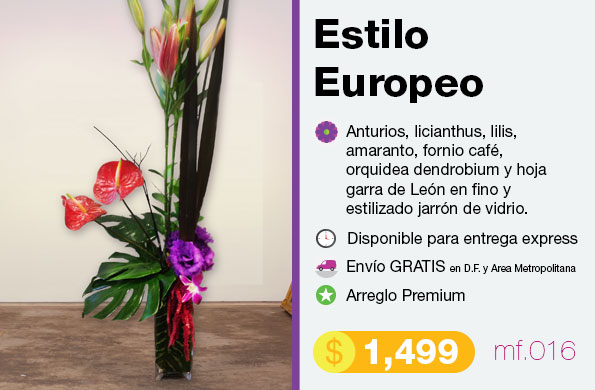 Estilo
Europeo
Anturios, licianthus, lilis,
amaranto, fornio café,
orquidea dendrobium y hoja
garra de León en fino y
estilizado jarrón de vidrio.
Disponible para entrega express
Envío GRATIS en D.F. y Area Metropolitana
Arreglo Premium
$ 1,499 mf.016